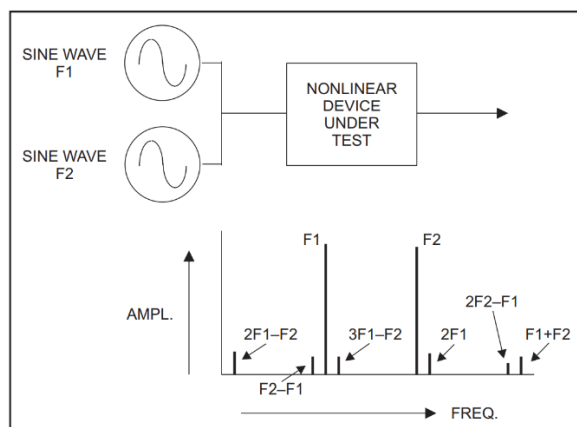 SINE WAVE
F1
SINE WAVE
F2
NONLINEAR
DEVICE
UNDER
TEST
F1
F2
AMPL.
2F1–F2
F2–F1
3F1–F2
2F1
2F2–F1
F1+F2
FREQ.